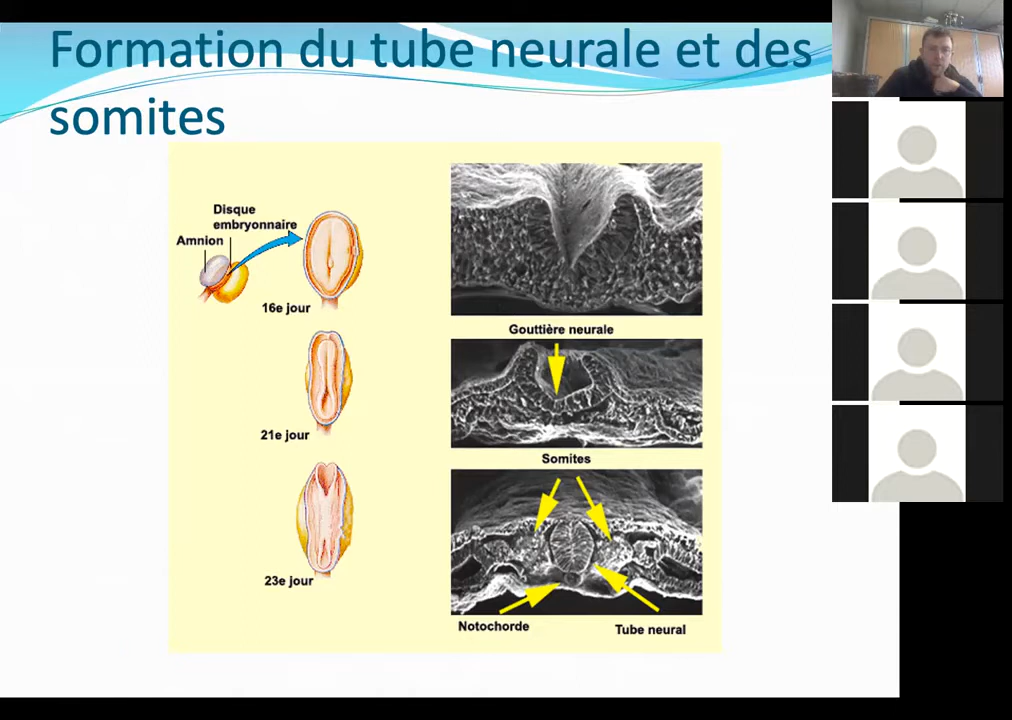 Formation du tube neurale et des
somites
Disque
embryonnaire
Amnion
16e jour
21e jour
23e jour
Gouttière neurale
Somites
Notochorde
Tube neural